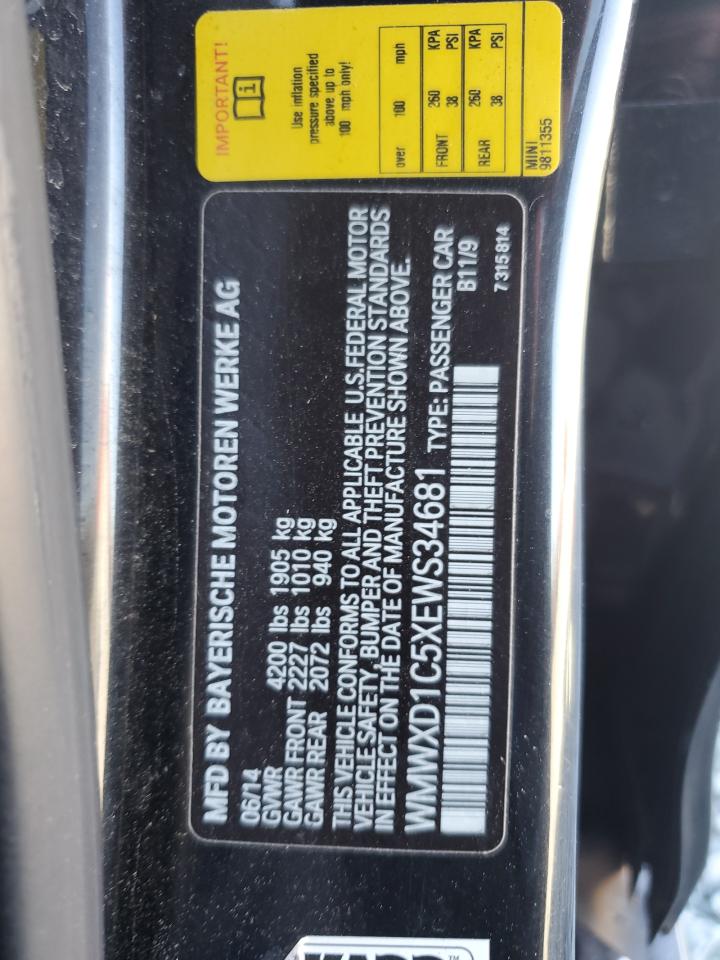 MFD BY BAYERISCHE MOTOREN WERKE AG
06/14
GVWR 4200 lbs 1905 kg
GAWR FRONT 2227 lbs 1010 kg
GAWR REAR 2072 lbs 940 kg
THIS VEHICLE CONFORMS TO ALL APPLICABLE U.S.FEDERAL MOTOR
VEHICLE SAFETY, BUMPER AND THEFT PREVENTION STANDARDS
IN EFFECT ON THE DATE OF MANUFACTURE SHOWN ABOVE.
WMWXD1C5XEWS34681 TYPE: PASSENGER CAR
B11/9
7315814
IMPORTANT!
Use inflation
pressure specified
above up to
100 mph only!
over 100 mph
FRONT 260 KPA
38 PSI
REAR 260 KPA
38 PSI
MINI
9811355